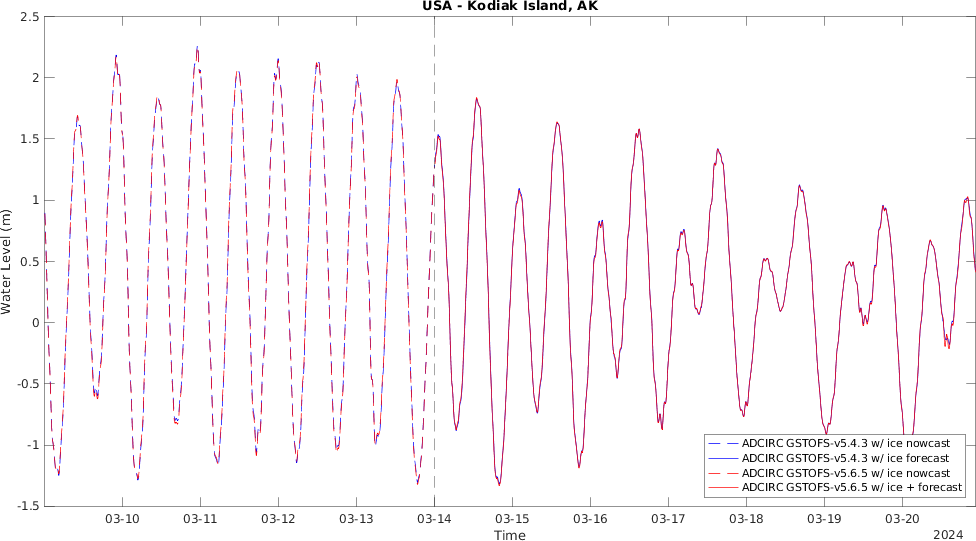 USA - Kodiak Island, AK
2.5
2
1.5
1
0.5
0
-0.5
-1
-1.5
Water Level (m)
ADCIRC GSTOFS-v5.4.3 w/ ice nowcast
ADCIRC GSTOFS-v5.4.3 w/ ice forecast
ADCIRC GSTOFS-v5.6.5 w/ ice nowcast
ADCIRC GSTOFS-v5.6.5 w/ ice + forecast
03-10 03-11 03-12 03-13 03-14 03-15 03-16 03-17 03-18 03-19 03-20
Time
2024